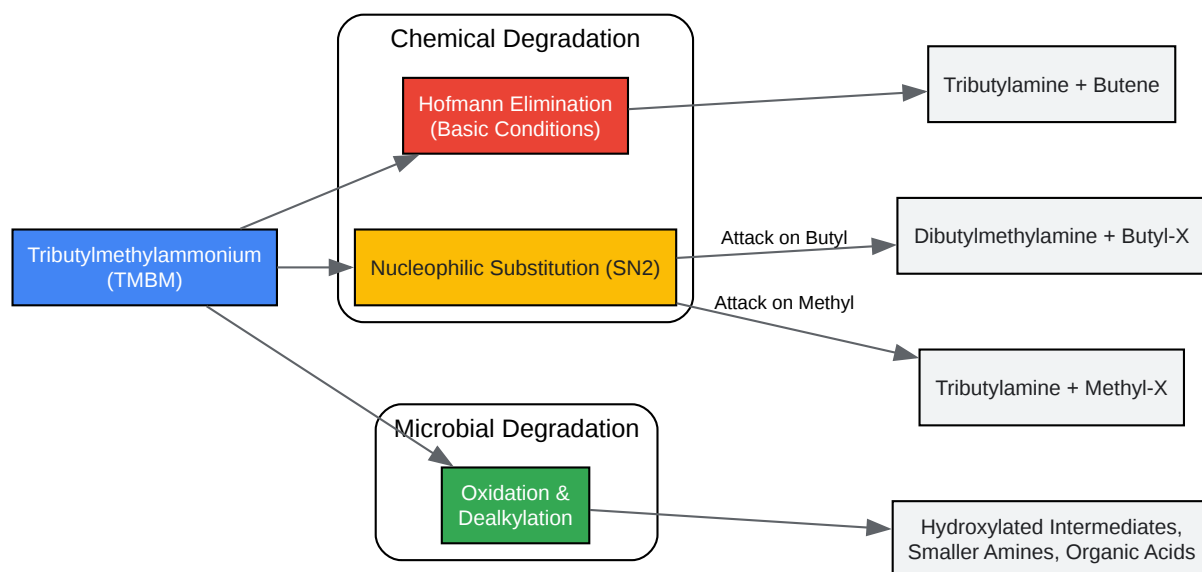 Chemical Degradation
Hofmann Elimination
(Basic Conditions)
Tributylamine + Butene
Tributylmethylammonium
(TMBM)
Nucleophilic Substitution (SN2)
Attack on Butyl
Dibutylmethylamine + Butyl-X
Attack on Methyl
Tributylamine + Methyl-X
Microbial Degradation
Oxidation &
Dealkylation
Hydroxylated Intermediates,
Smaller Amines, Organic Acids